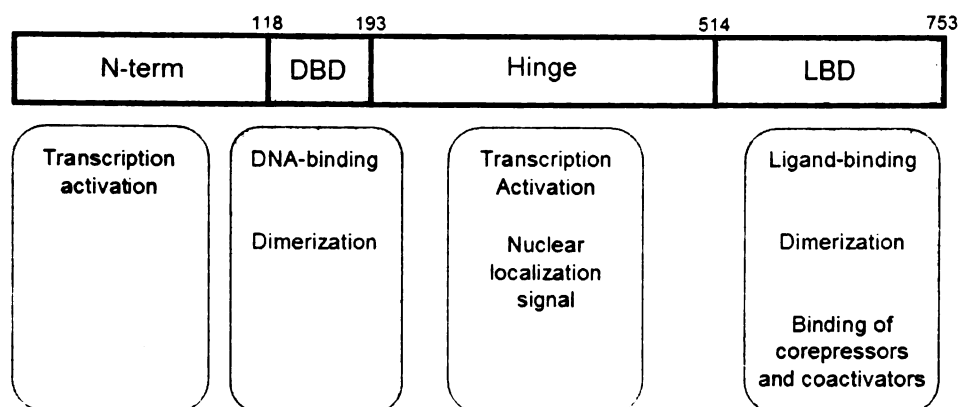 118 193 514 753
N-term DBD Hinge LBD
Transcription
activation
DNA-binding
Dimerization
Transcription
Activation
Nuclear
localization
signal
Ligand-binding
Dimerization
Binding of
corepressors
and coactivators